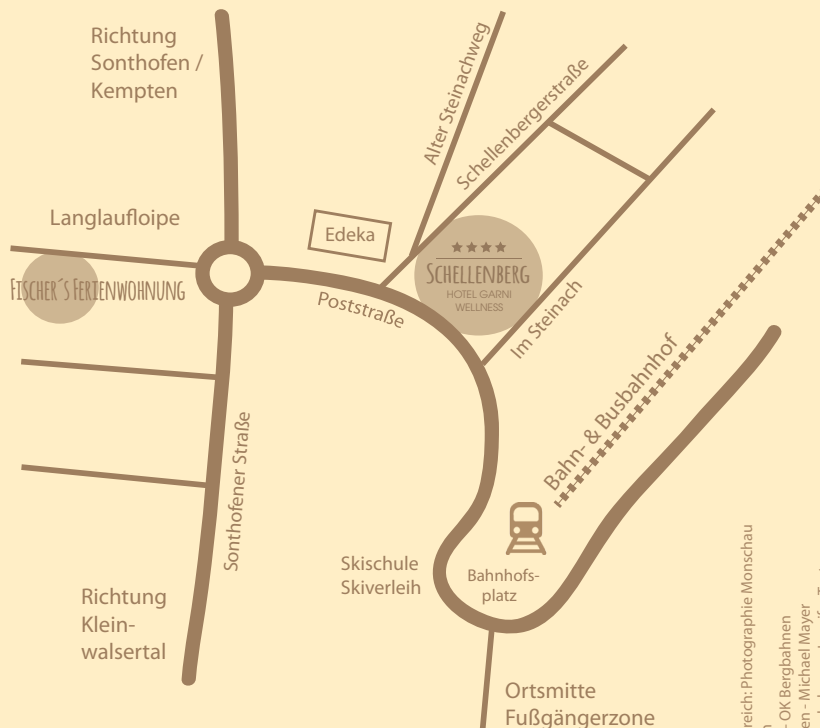 Richtung
Sonthofen /
Kempten
Alter Steinachweg
Schellenbergerstraße
Langlaufloipe
Edeka
SCHELLENBERG
HOTEL GARNI
WELLNESS
FISCHER´S FERIENWOHNUNG
Poststraße
Im Steinach
Bahn- & Busbahnhof
Sonthofener Straße
Skischule
Skiverleih
Bahnhofs-
platz
Richtung
Klein-
walsertal
Ortsmitte
Fußgängerzone
reich: Photographie Monschau
- OK Bergbahnen
en - Michael Mayer